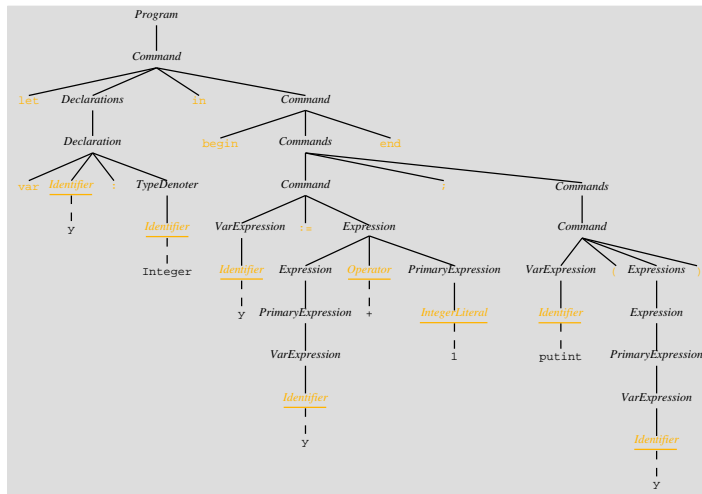 Program
Command
let Declarations in Command
Declaration begin Commands end
var Identifier : TypeDenoter Command ; Commands
y Identifier VarExpression := Expression Command
Integer Identifier Expression Operator PrimaryExpression VarExpression ( Expressions )
y PrimaryExpression + IntegerLiteral Identifier Expression
VarExpression 1 putint PrimaryExpression
Identifier VarExpression
y Identifier
y